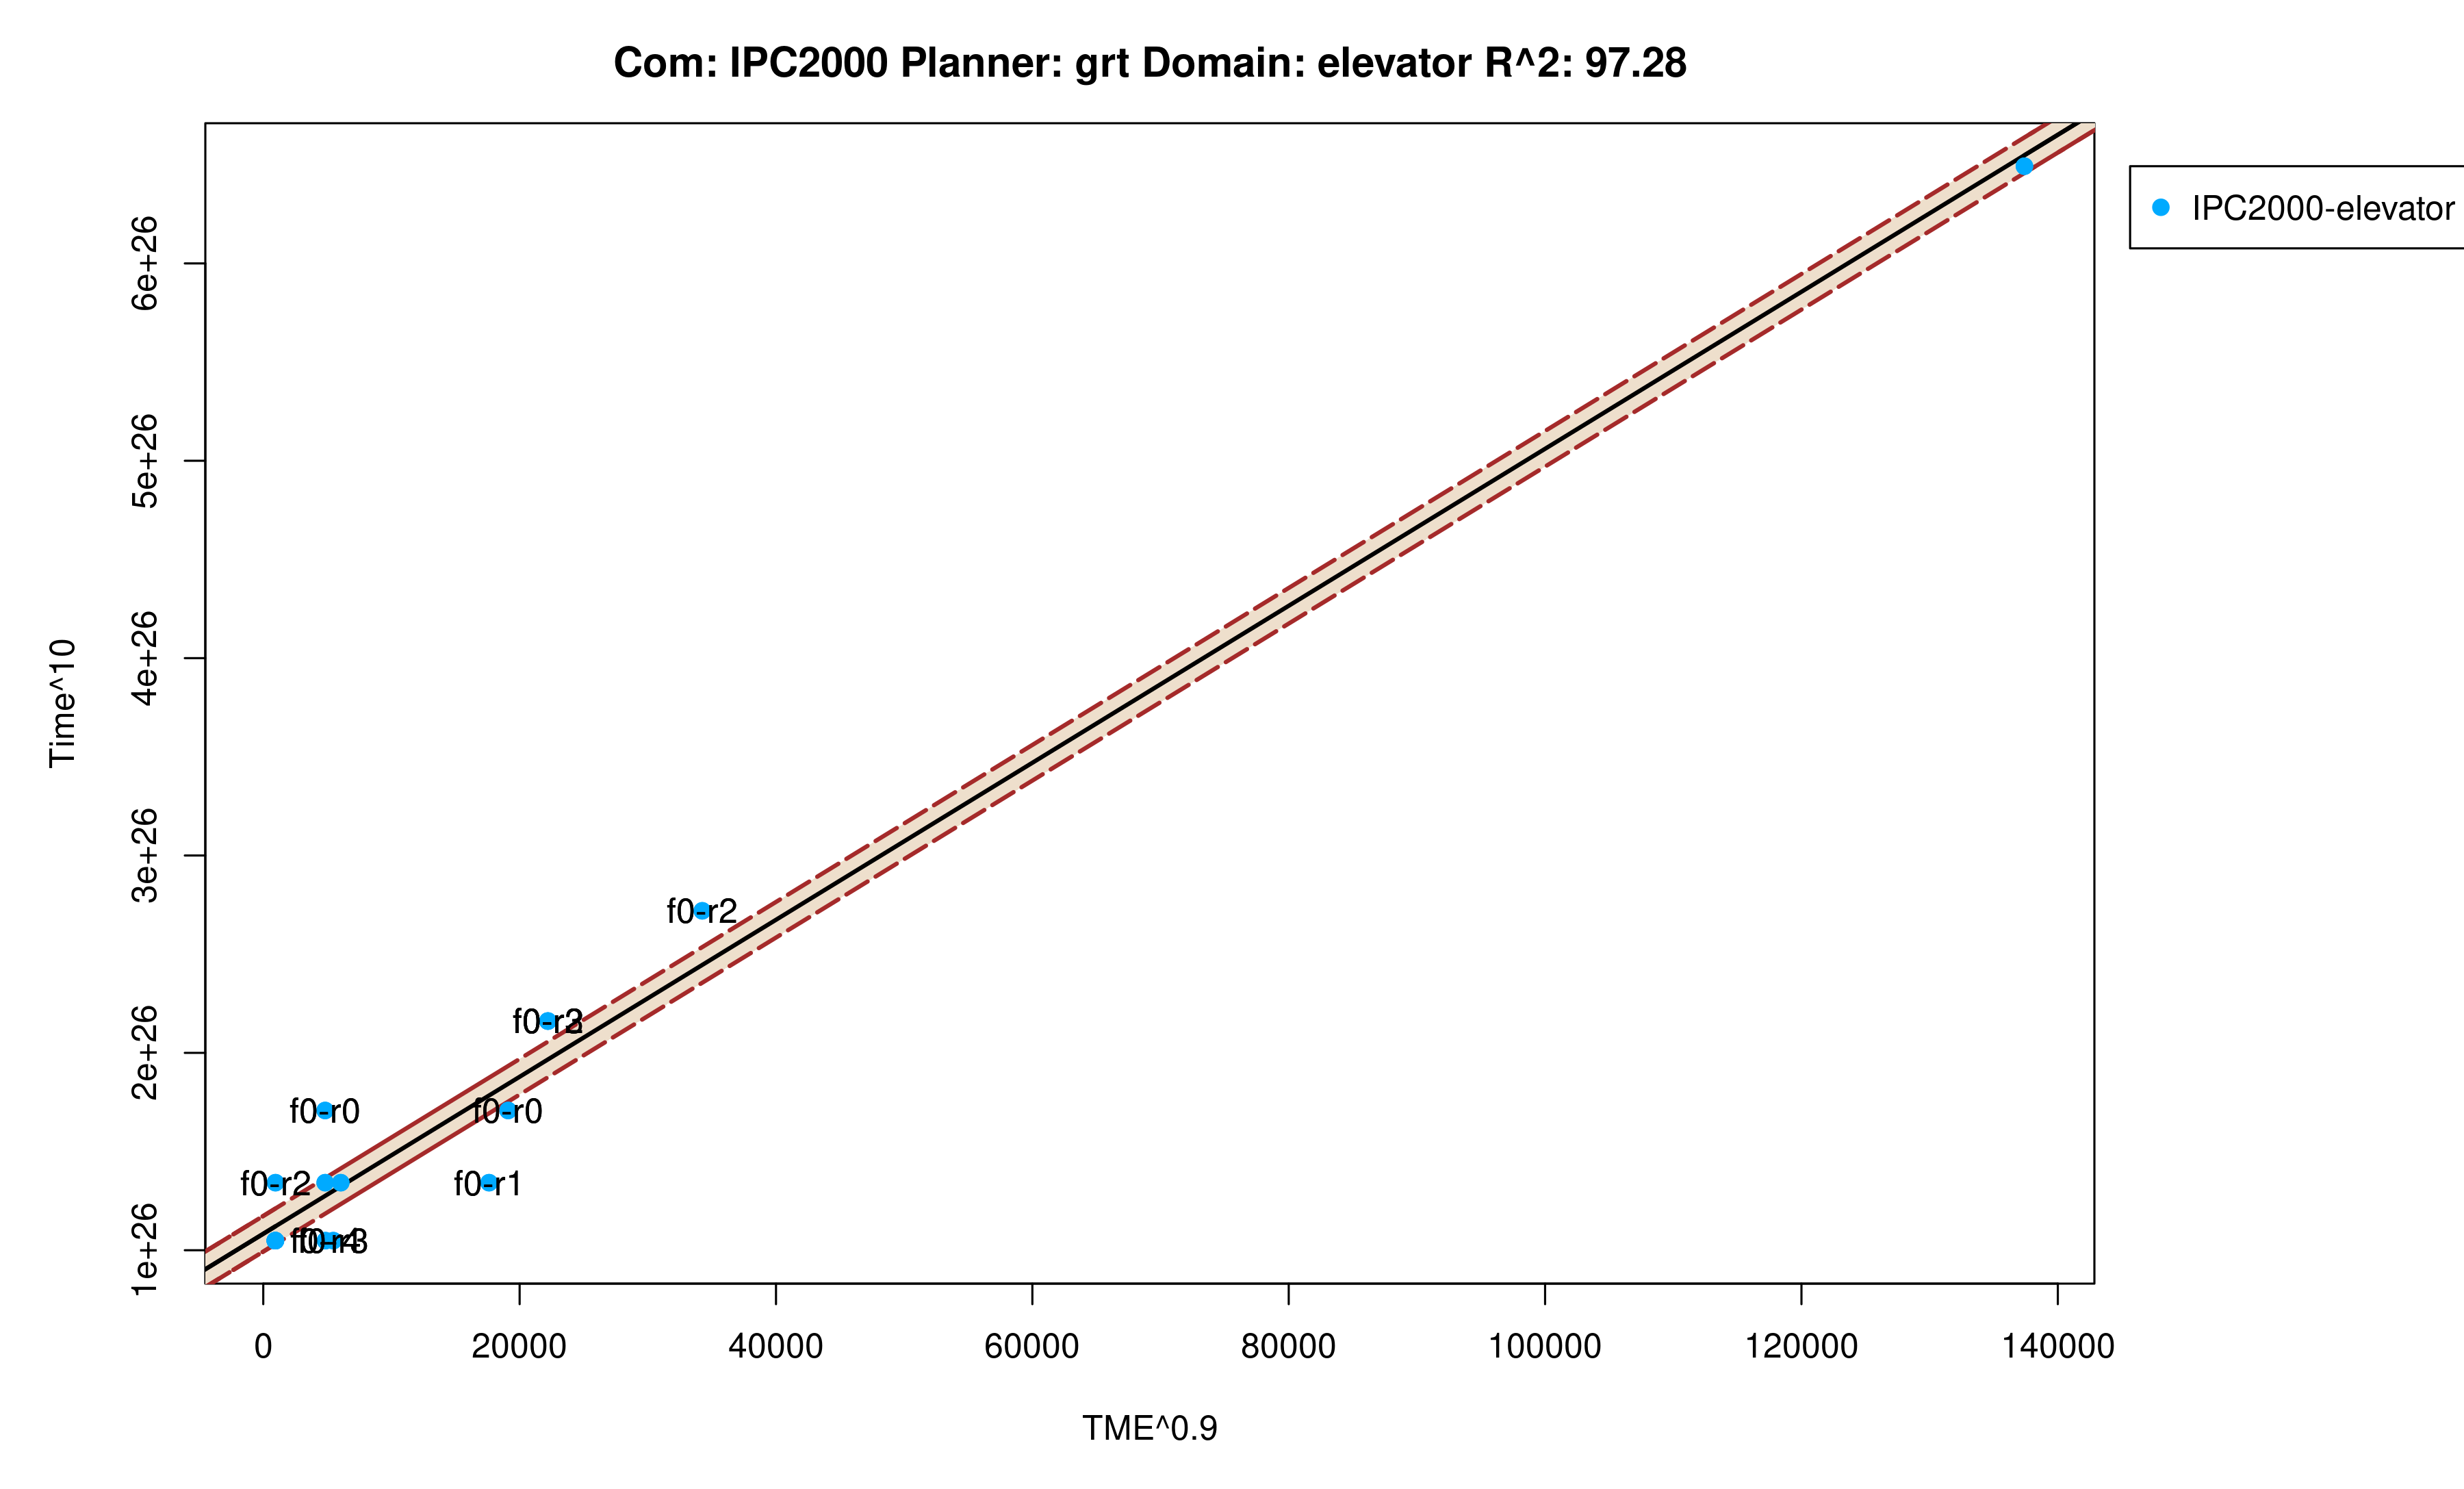 Com: IPC2000 Planner: grt Domain: elevator R^2: 97.28
IPC2000-elevator
6e+26
5e+26
4e+26
3e+26
2e+26
1e+26
Time^10
f0-r2
f0-r0
f0-r0
f0-r2
f0-r1
0
20000
40000
60000
80000
100000
120000
140000
TME^0.9